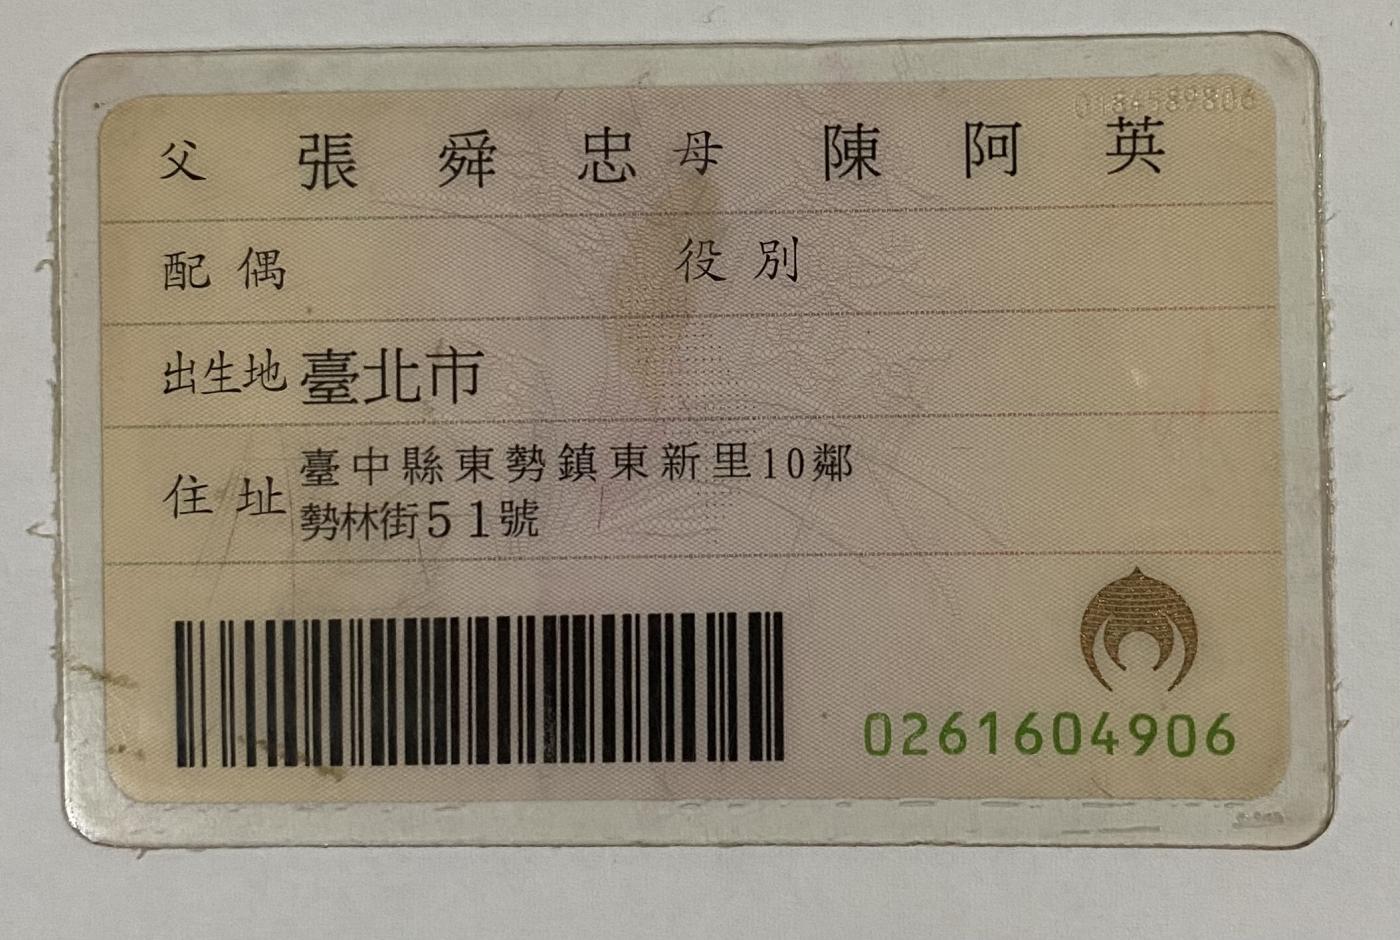 0184589806
父 張舜忠 母 陳阿英
配偶 役別
出生地 臺北市
住址 臺中縣東勢鎮東新里10鄰
勢林街51號
0261604906